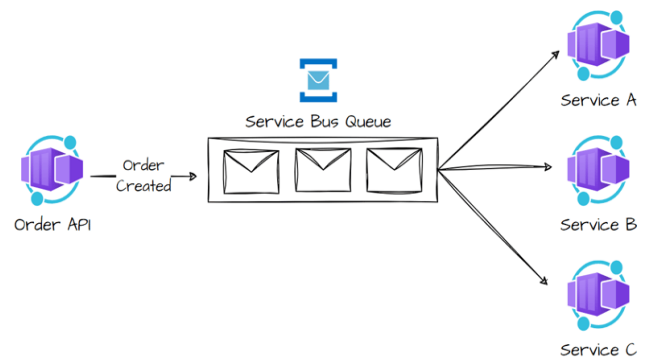 Service A
Service Bus Queue
Order
Created
Order API
Service B
Service C